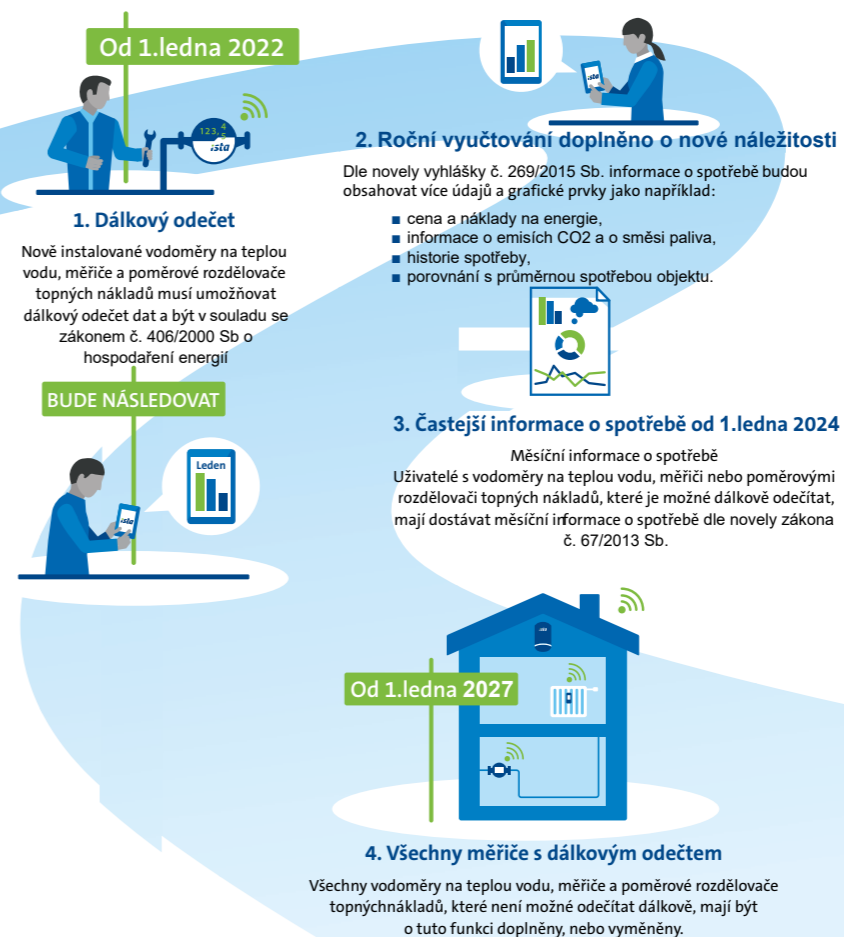 Od 1.ledna 2022
123,4
5
ista
1. Dálkový odečet
Nově instalované vodoměry na teplou
vodu, měřiče a poměrové rozdělovače
topných nákladů musí umožňovat
dálkový odečet dat a být v souladu se
zákonem č. 406/2000 Sb o
hospodaření energií
ista
2. Roční vyučtování doplněno o nové náležitosti
Dle novely vyhlášky č. 269/2015 Sb. informace o spotřebě budou
obsahovat více údajů a grafické prvky jako například:
■ cena a náklady na energie,
■ informace o emisích CO2 a o směsi paliva,
■ historie spotřeby,
■ porovnání s průměrnou spotřebou objektu.
BUDE NÁSLEDOVAT
Leden
ista
3. Častejší informace o spotřebě od 1.ledna 2024
Měsíční informace o spotřebě
Uživatelé s vodoměry na teplou vodu, měřiči nebo poměrovými
rozdělovači topných nákladů, které je možné dálkově odečítat,
mají dostávat měsíční informace o spotřebě dle novely zákona
č. 67/2013 Sb.
ista
Od 1.ledna 2027
4. Všechny měřiče s dálkovým odečtem
Všechny vodoměry na teplou vodu, měřiče a poměrové rozdělovače
topnýchnákladů, které není možné odečítat dálkově, mají být
o tuto funkci doplněny, nebo vyměněny.